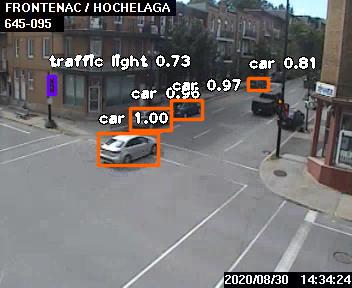 FRONTENAC / HOCHELAGA
645-095
traffic light 0.73
car 0.81
car 0.96
car 0.97
car 1.00
2020/08/30 14:34:24